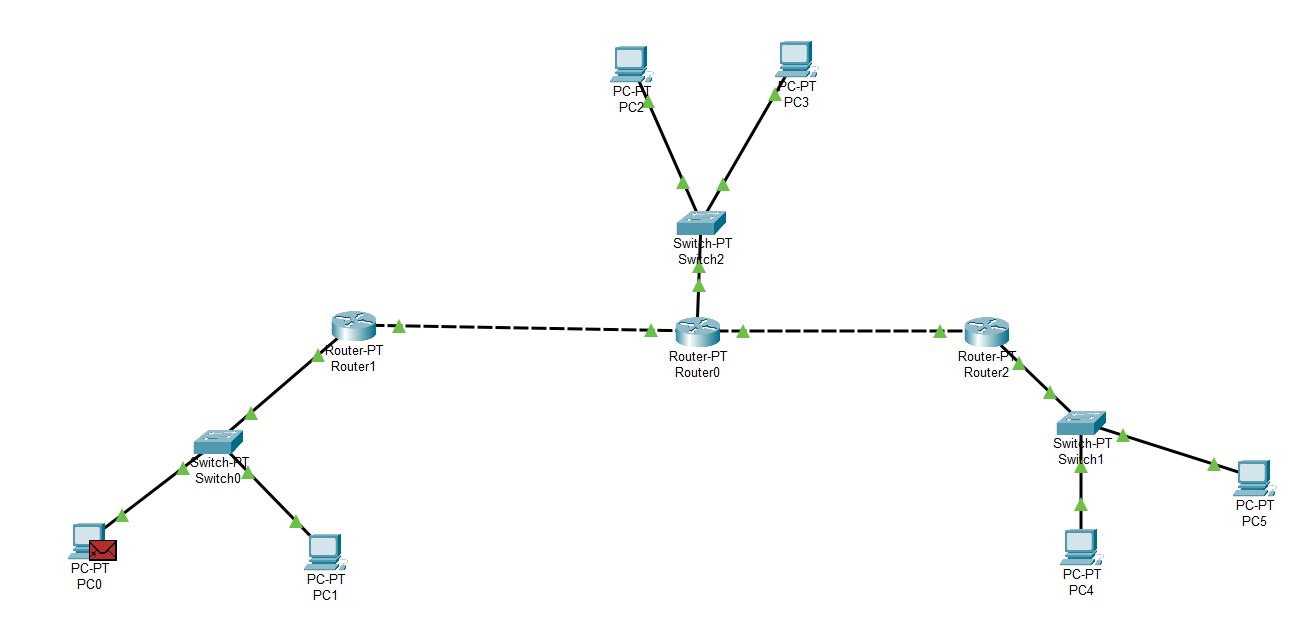 PC-PT
PC2
PC-PT
PC3
Switch-PT
Switch2
Router-PT
Router1
Router-PT
Router0
Router-PT
Router2
Switch-PT
Switch0
Switch-PT
Switch1
PC-PT
PC5
PC-PT
PC0
PC-PT
PC1
PC-PT
PC4